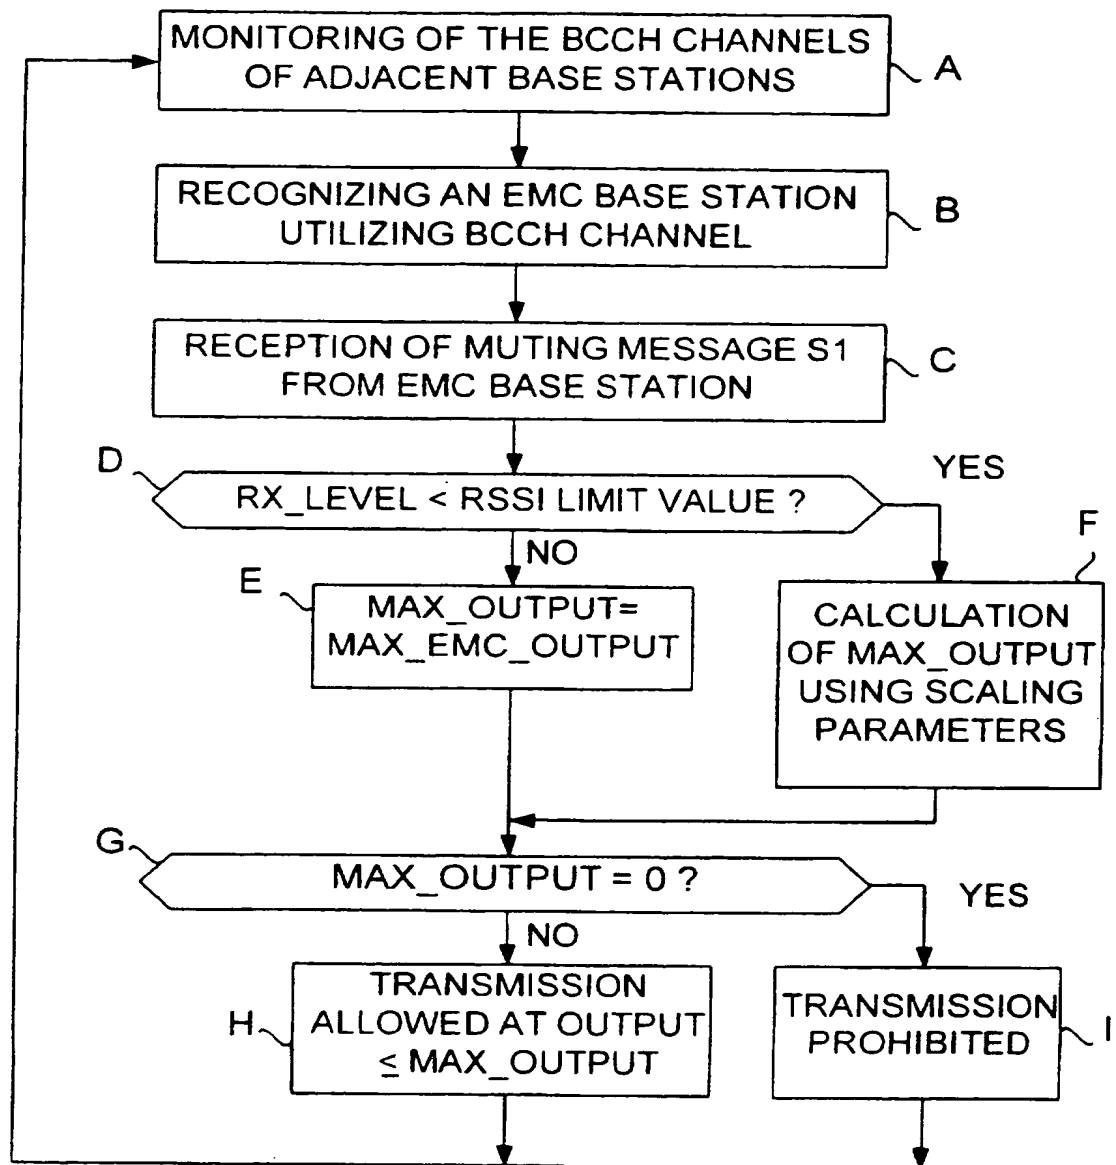 MONITORING OF THE BCCH CHANNELS
OF ADJACENT BASE STATIONS
A
RECOGNIZING AN EMC BASE STATION
UTILIZING BCCH CHANNEL
B
RECEPTION OF MUTING MESSAGE S1
FROM EMC BASE STATION
C
D
RX_LEVEL < RSSI LIMIT VALUE ?
YES
NO
E
MAX_OUTPUT=
MAX_EMC_OUTPUT
F
CALCULATION
OF MAX_OUTPUT
USING SCALING
PARAMETERS
G
MAX_OUTPUT = 0 ?
YES
NO
H
TRANSMISSION
ALLOWED AT OUTPUT
≤ MAX_OUTPUT
TRANSMISSION
PROHIBITED
I